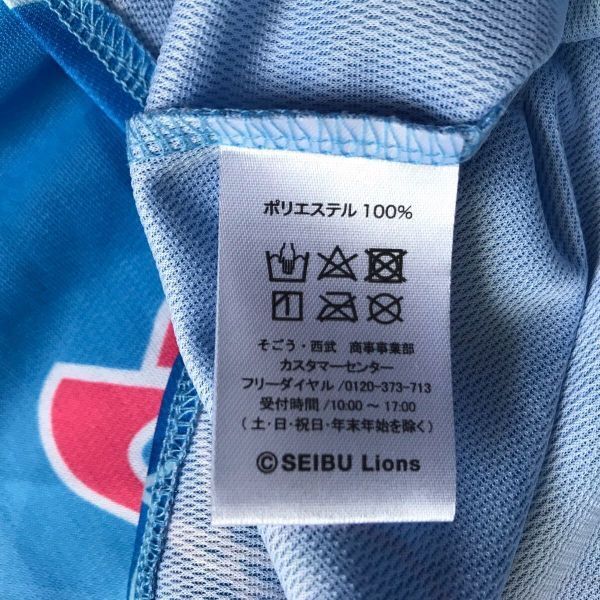 ポリエステル 100%
そごう・西武 商事事業部
カスタマーセンター
フリーダイヤル/0120-373-713
受付時間/10:00～17:00
(土・日・祝日・年末年始を除く)
©SEIBU Lions